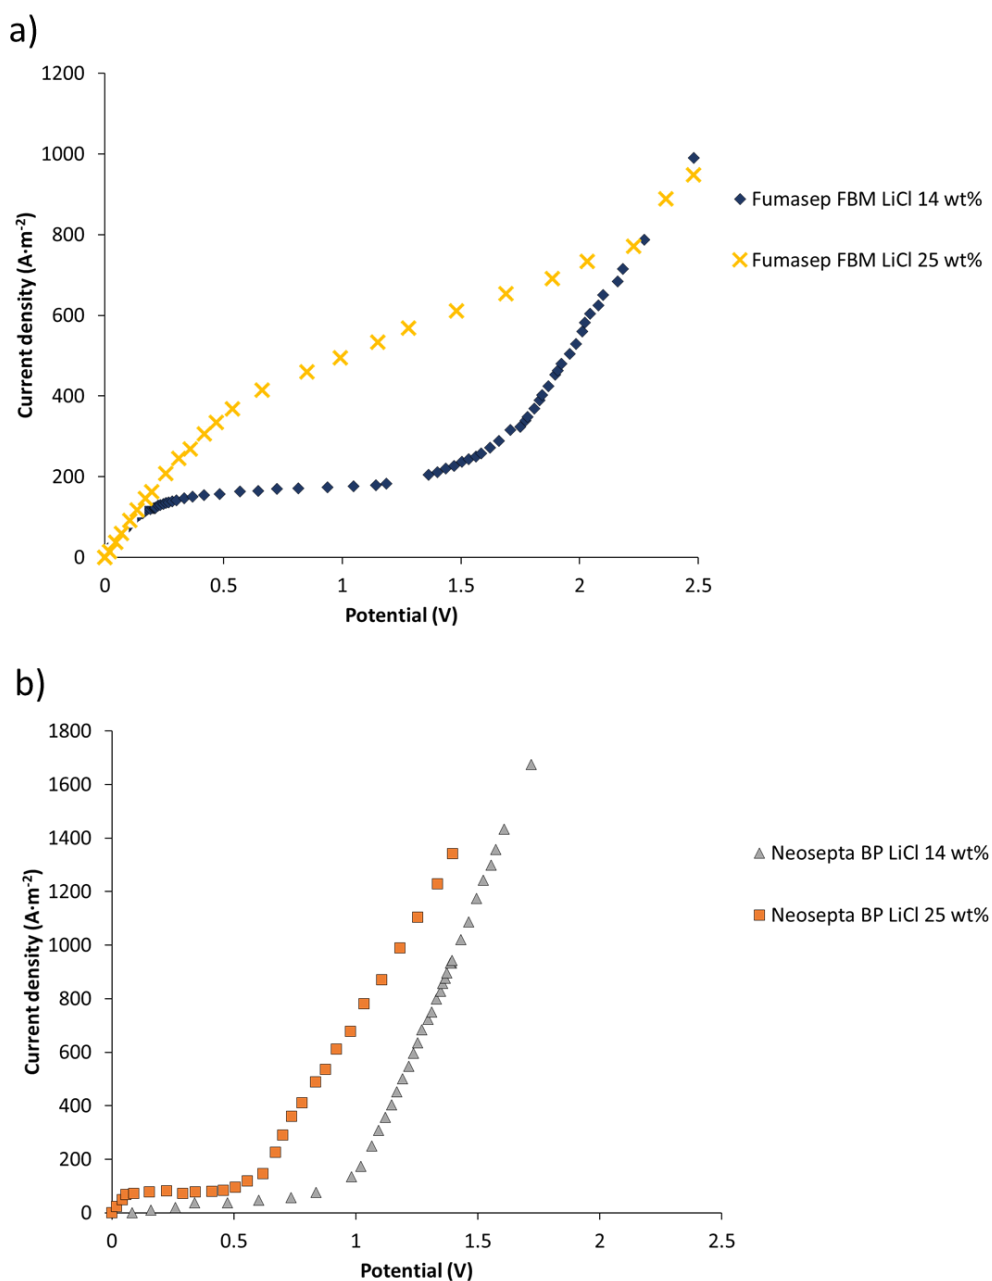 a)
1200
1000
800
600
400
200
0
Current density (A·m⁻²)
0 0.5 1 1.5 2 2.5
Potential (V)
Fumasep FBM LiCl 14 wt%
Fumasep FBM LiCl 25 wt%
b)
1800
1600
1400
1200
1000
800
600
400
200
0
Current density (A·m⁻²)
0 0.5 1 1.5 2 2.5
Potential (V)
Neosepta BP LiCl 14 wt%
Neosepta BP LiCl 25 wt%